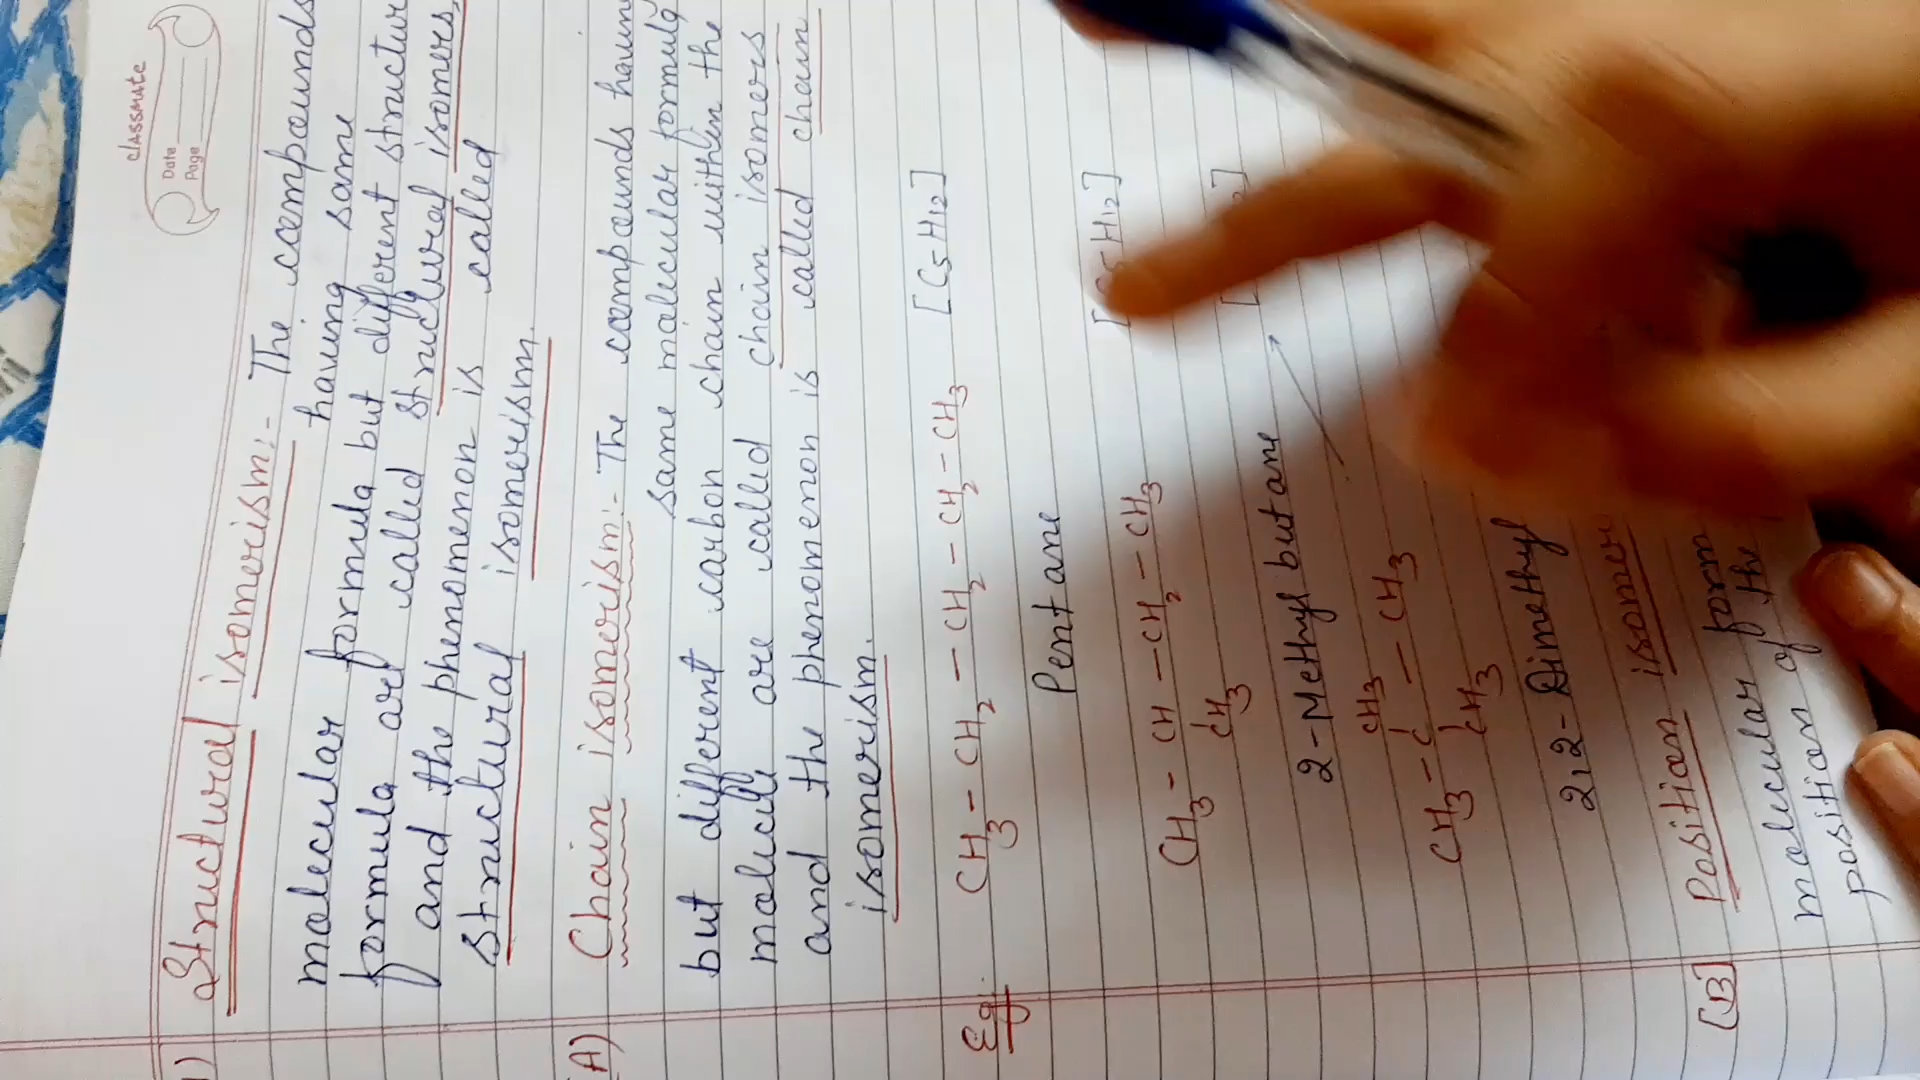 classmate
Date
Page
1) Structural isomerism:- The compounds
having same
molecular formula but different structur
formula are called structural isomers,
and the phenomenon is called
structural isomerism.
(A) Chain isomerism:- The compounds havin
same molecular formula
but different carbon chain within the
molecule are called chain isomers
and the phenomenon is called chain
isomerism.
Eg. CH3 - CH2 - CH2 - CH2 - CH3 [C5H12]
Pentane
CH3 - CH - CH2 - CH3 [C5H12]
CH3
2-Methyl butane
CH3
CH3 - C - CH3
CH3
2,2-Dimethyl
[B] Position isomer
molecular form
position of the